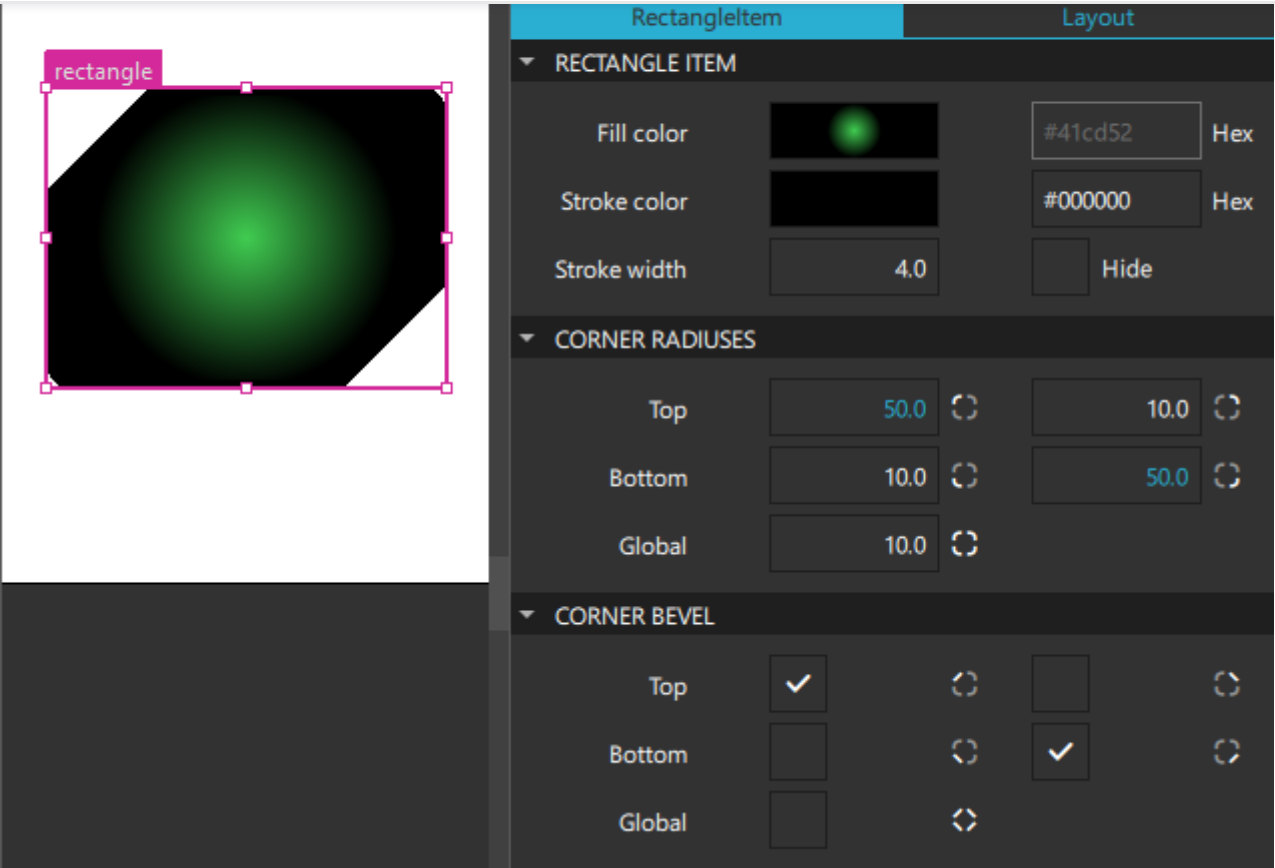 RectangleItem Layout
rectangle
RECTANGLE ITEM
Fill color #41cd52 Hex
Stroke color #000000 Hex
Stroke width 4.0 Hide
CORNER RADIUSES
Top 50.0 10.0
Bottom 10.0 50.0
Global 10.0
CORNER BEVEL
Top
Bottom
Global